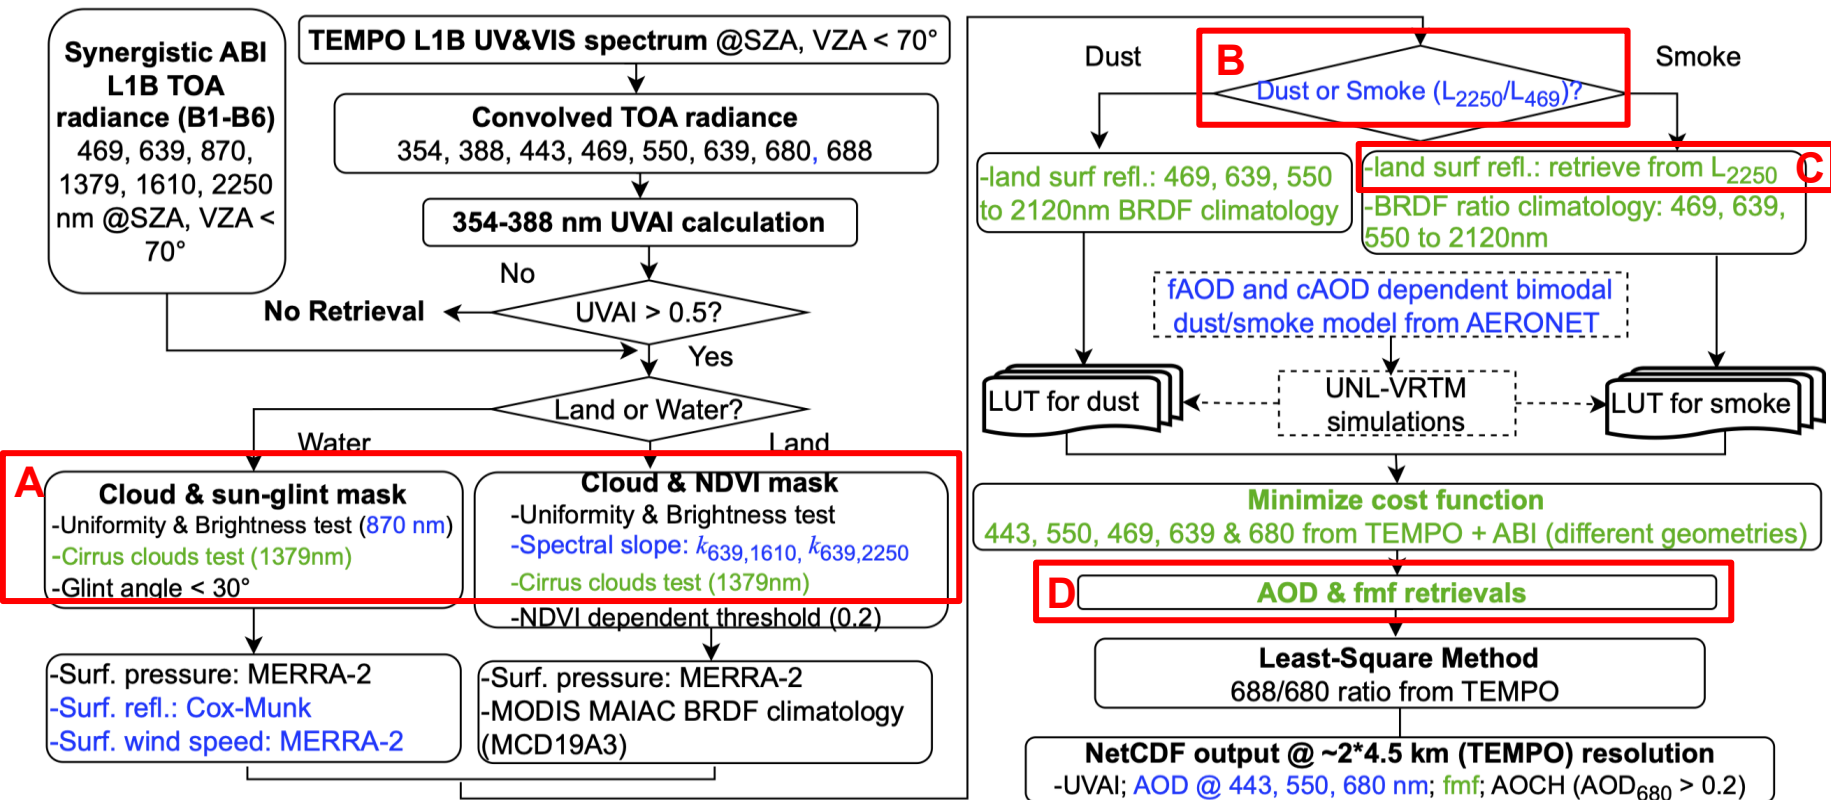 Synergistic ABI
L1B TOA
radiance (B1-B6)
469, 639, 870,
1379, 1610, 2250
nm @SZA, VZA <
70°
TEMPO L1B UV&VIS spectrum @SZA, VZA < 70°
Convolved TOA radiance
354, 388, 443, 469, 550, 639, 680, 688
354-388 nm UVAI calculation
No
No Retrieval
UVAI > 0.5?
Yes
Land or Water?
Water
Land
A
Cloud & sun-glint mask
-Uniformity & Brightness test (870 nm)
-Cirrus clouds test (1379nm)
-Glint angle < 30°
Cloud & NDVI mask
-Uniformity & Brightness test
-Spectral slope: k639,1610, k639,2250
-Cirrus clouds test (1379nm)
-NDVI dependent threshold (0.2)
-Surf. pressure: MERRA-2
-Surf. refl.: Cox-Munk
-Surf. wind speed: MERRA-2
-Surf. pressure: MERRA-2
-MODIS MAIAC BRDF climatology
(MCD19A3)
B
Dust or Smoke (L2250/L469)?
Dust
Smoke
-land surf refl.: 469, 639, 550
to 2120nm BRDF climatology
C
-land surf refl.: retrieve from L2250
-BRDF ratio climatology: 469, 639,
550 to 2120nm
fAOD and cAOD dependent bimodal
dust/smoke model from AERONET
LUT for dust
UNL-VRTM
simulations
LUT for smoke
Minimize cost function
443, 550, 469, 639 & 680 from TEMPO + ABI (different geometries)
D
AOD & fmf retrievals
Least-Square Method
688/680 ratio from TEMPO
NetCDF output @ ~2*4.5 km (TEMPO) resolution
-UVAI; AOD @ 443, 550, 680 nm; fmf; AOCH (AOD680 > 0.2)